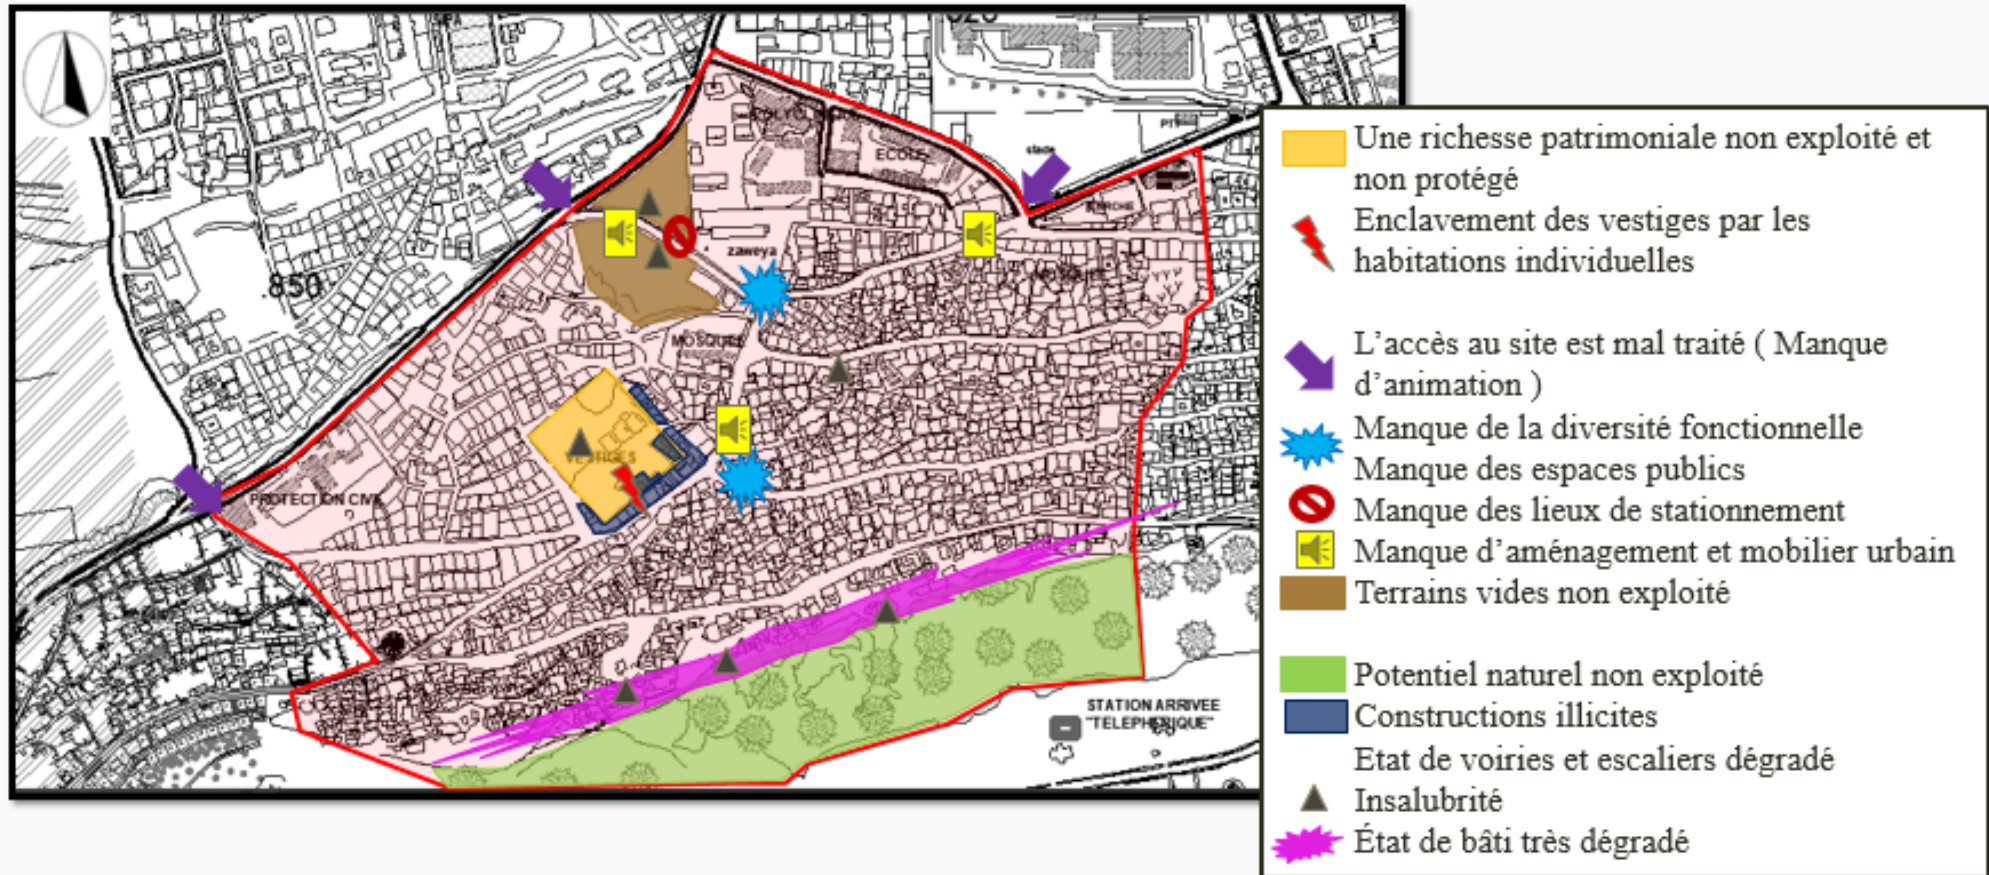 .850
ECOLE
stade
PTT
zaweya
MOSQUEE
MOSQUEE
VESTIGES
PROTECTION CIVILE
STATION ARRIVEE
"TELEPHERIQUE"
Une richesse patrimoniale non exploité et
non protégé
Enclavement des vestiges par les
habitations individuelles
L’accès au site est mal traité ( Manque
d’animation )
Manque de la diversité fonctionnelle
Manque des espaces publics
Manque des lieux de stationnement
Manque d’aménagement et mobilier urbain
Terrains vides non exploité
Potentiel naturel non exploité
Constructions illicites
Etat de voiries et escaliers dégradé
Insalubrité
État de bâti très dégradé